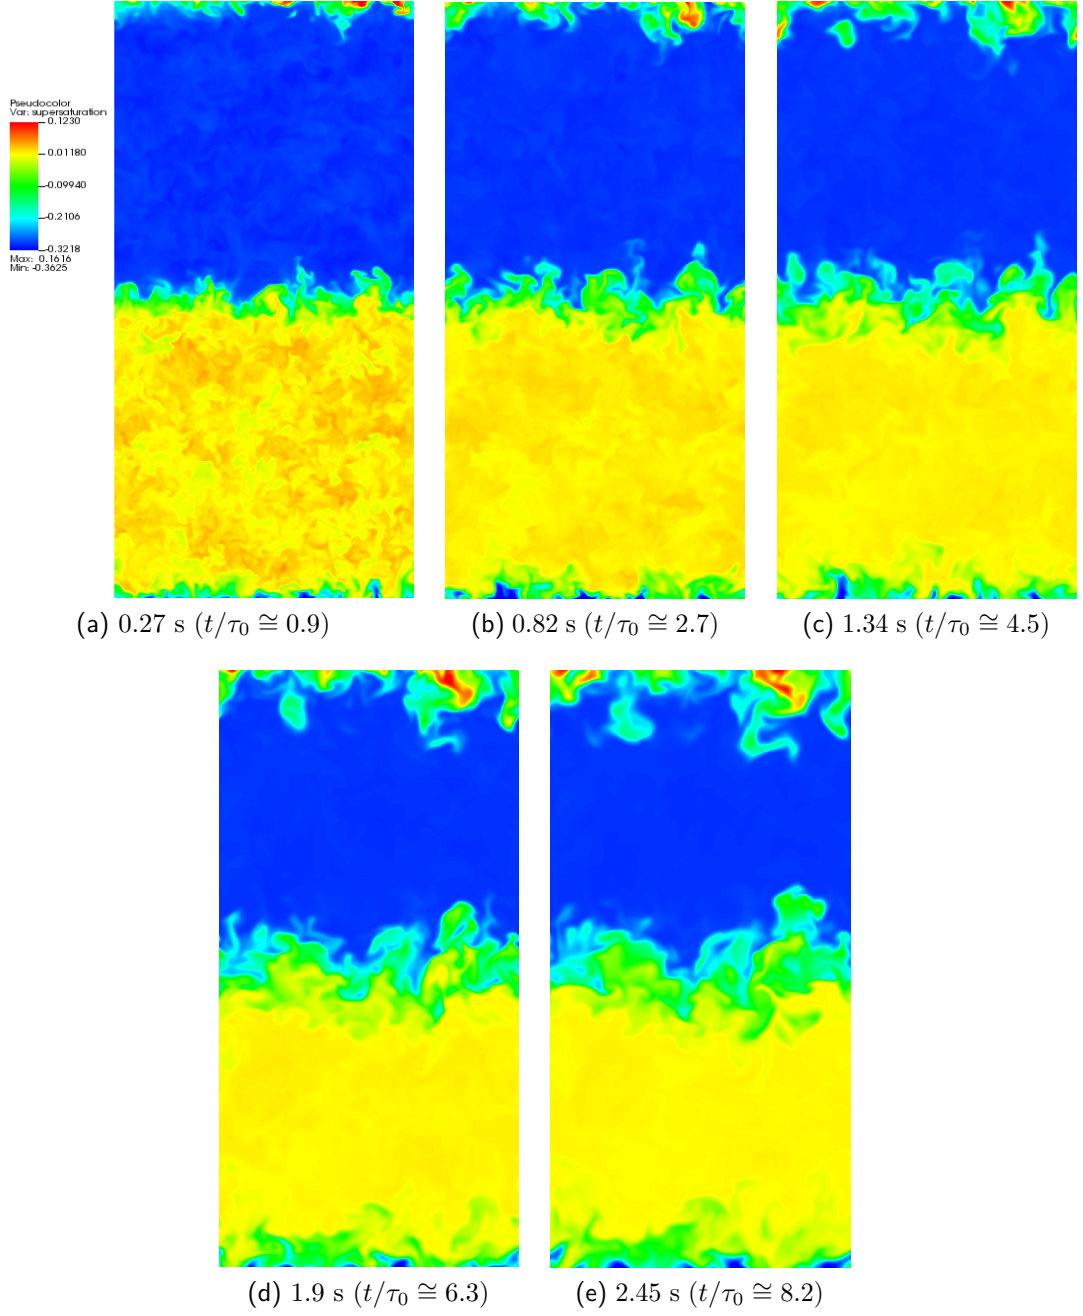 Pseudocolor
Var: supersaturation
0.1230
0.01180
-0.09940
-0.2106
-0.3218
Max: 0.1616
Min: -0.3625
(a) 0.27 s (t/τ₀ ≅ 0.9)
(b) 0.82 s (t/τ₀ ≅ 2.7)
(c) 1.34 s (t/τ₀ ≅ 4.5)
(d) 1.9 s (t/τ₀ ≅ 6.3)
(e) 2.45 s (t/τ₀ ≅ 8.2)